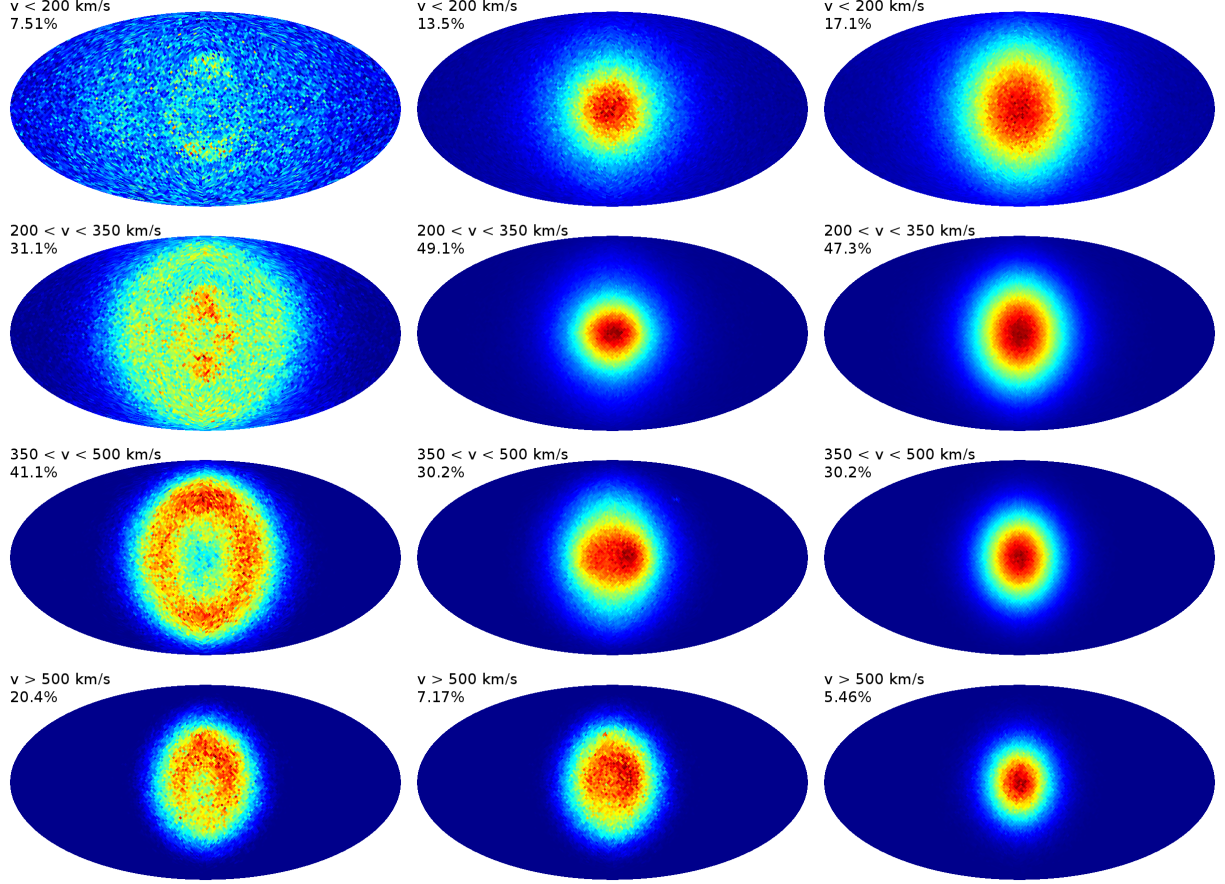 v < 200 km/s
7.51%
v < 200 km/s
13.5%
v < 200 km/s
17.1%
200 < v < 350 km/s
31.1%
200 < v < 350 km/s
49.1%
200 < v < 350 km/s
47.3%
350 < v < 500 km/s
41.1%
350 < v < 500 km/s
30.2%
350 < v < 500 km/s
30.2%
v > 500 km/s
20.4%
v > 500 km/s
7.17%
v > 500 km/s
5.46%